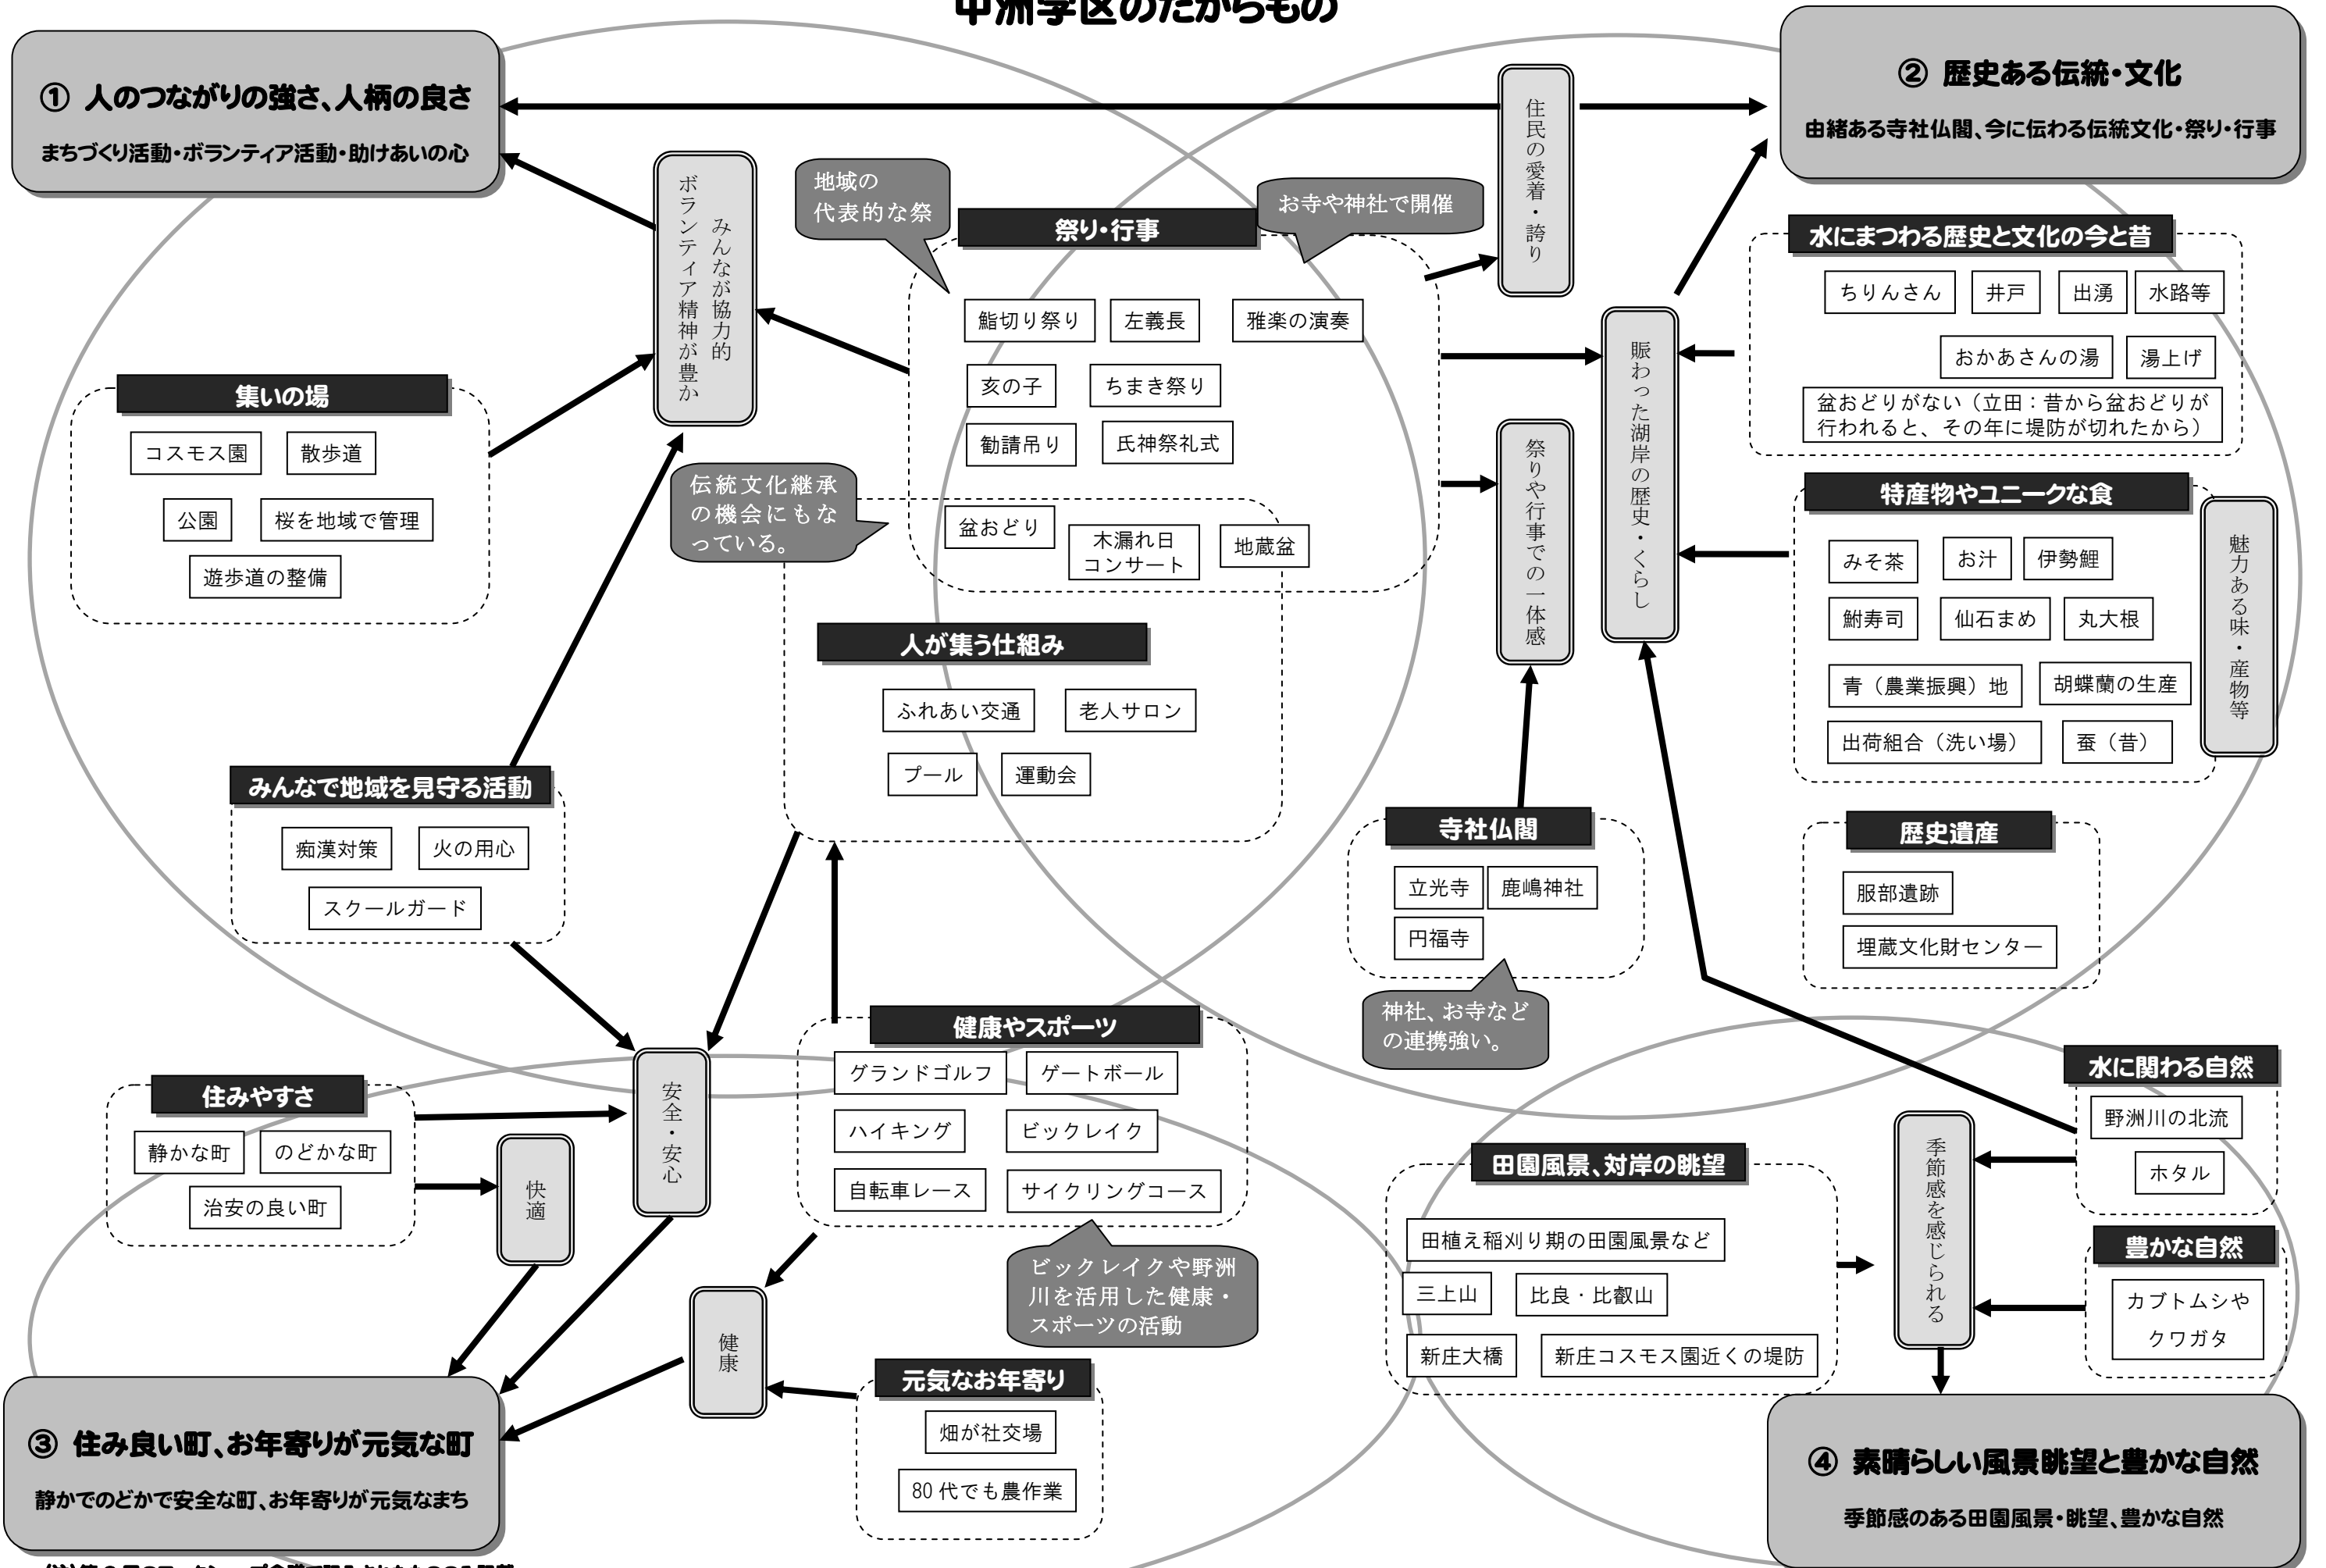 中洲学区のたからもの
① 人のつながりの強さ、人柄の良さ
まちづくり活動・ボランティア活動・助けあいの心
② 歴史ある伝統・文化
由緒ある寺社仏閣、今に伝わる伝統文化・祭り・行事
住民の愛着・誇り
みんなが協力的
ボランティア精神が豊か
地域の
代表的な祭
お寺や神社で開催
祭り・行事
鮨切り祭り
左義長
雅楽の演奏
亥の子
ちまき祭り
勧請吊り
氏神祭礼式
盆おどり
木漏れ日
コンサート
地蔵盆
伝統文化継承
の機会にもな
っている。
集いの場
コスモス園
散歩道
公園
桜を地域で管理
遊歩道の整備
人が集う仕組み
ふれあい交通
老人サロン
プール
運動会
みんなで地域を見守る活動
痴漢対策
火の用心
スクールガード
祭りや行事での一体感
賑わった湖岸の歴史・くらし
水にまつわる歴史と文化の今と昔
ちりんさん
井戸
出湧
水路等
おかあさんの湯
湯上げ
盆おどりがない（立田：昔から盆おどりが
行われると、その年に堤防が切れたから）
特産物やユニークな食
みそ茶
お汁
伊勢鯉
鮒寿司
仙石まめ
丸大根
青（農業振興）地
胡蝶蘭の生産
出荷組合（洗い場）
蚕（昔）
魅力ある味・産物等
寺社仏閣
立光寺
鹿嶋神社
円福寺
神社、お寺など
の連携強い。
歴史遺産
服部遺跡
埋蔵文化財センター
住みやすさ
静かな町
のどかな町
治安の良い町
快適
安全・安心
健康やスポーツ
グランドゴルフ
ゲートボール
ハイキング
ビックレイク
自転車レース
サイクリングコース
ビックレイクや野洲
川を活用した健康・
スポーツの活動
健康
元気なお年寄り
畑が社交場
80代でも農作業
③ 住み良い町、お年寄りが元気な町
静かでのどかで安全な町、お年寄りが元気なまち
田園風景、対岸の眺望
田植え稲刈り期の田園風景など
三上山
比良・比叡山
新庄大橋
新庄コスモス園近くの堤防
季節感を感じられる
水に関わる自然
野洲川の北流
ホタル
豊かな自然
カブトムシや
クワガタ
④ 素晴らしい風景眺望と豊かな自然
季節感のある田園風景・眺望、豊かな自然